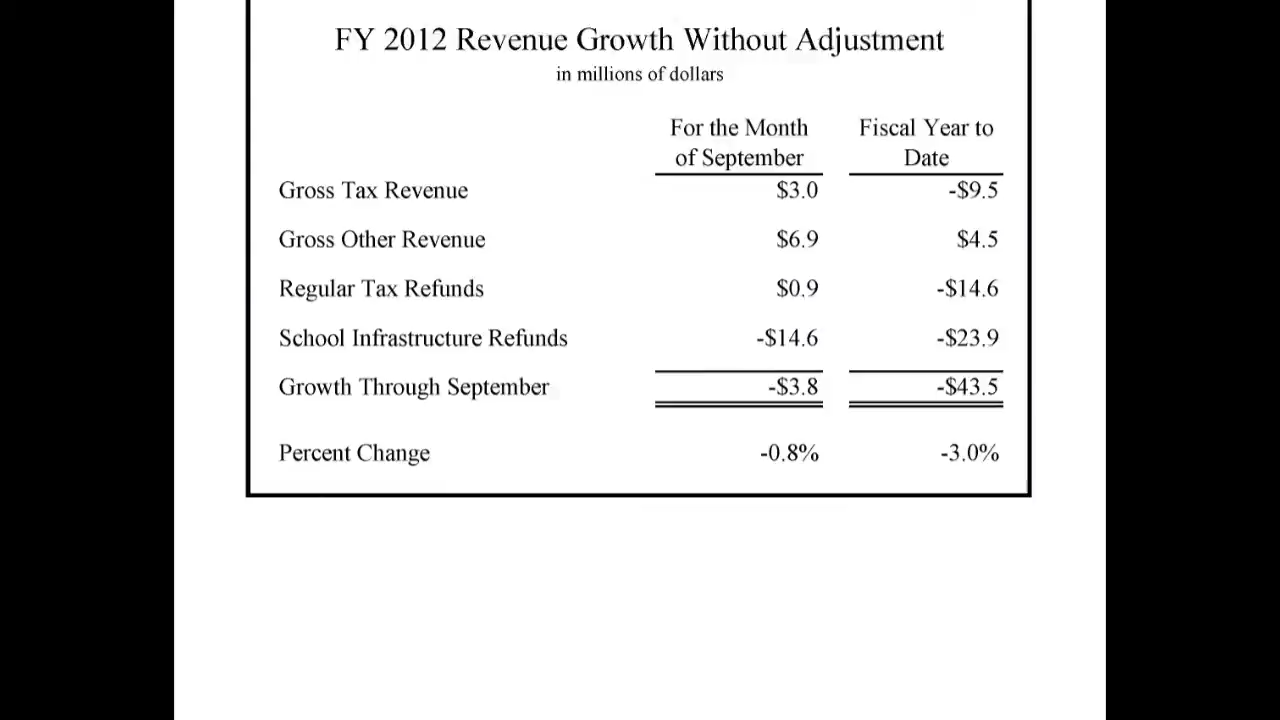 FY 2012 Revenue Growth Without Adjustment
in millions of dollars
For the Month Fiscal Year to
of September Date
Gross Tax Revenue $3.0 -$9.5
Gross Other Revenue $6.9 $4.5
Regular Tax Refunds $0.9 -$14.6
School Infrastructure Refunds -$14.6 -$23.9
Growth Through September -$3.8 -$43.5
Percent Change -0.8% -3.0%